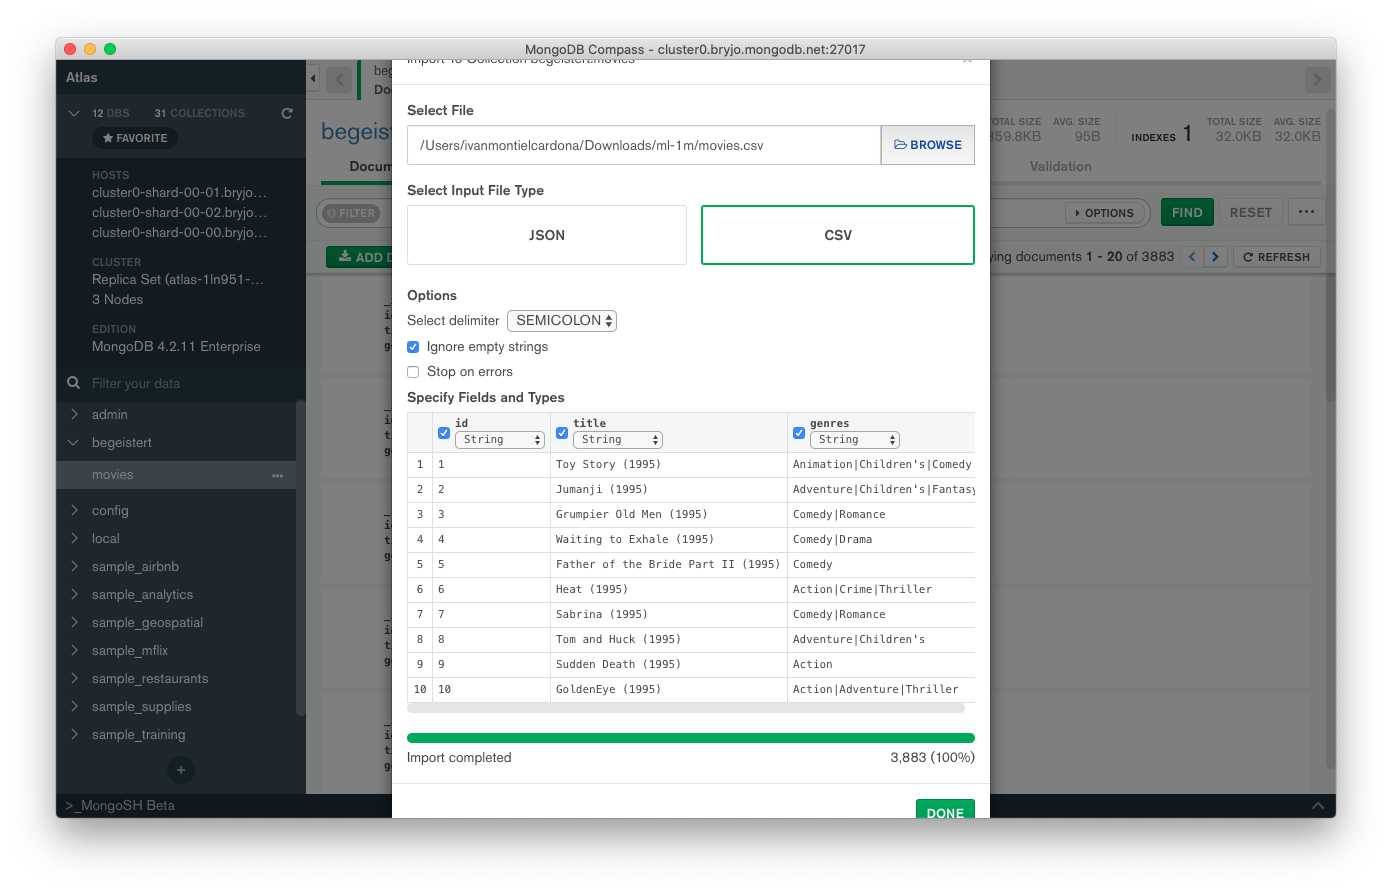 MongoDB Compass - cluster0.bryjo.mongodb.net:27017
Atlas
12 DBS 31 COLLECTIONS
FAVORITE
HOSTS
cluster0-shard-00-01.bryjo...
cluster0-shard-00-02.bryjo...
cluster0-shard-00-00.bryjo...
CLUSTER
Replica Set (atlas-1ln951-...
3 Nodes
EDITION
MongoDB 4.2.11 Enterprise
Filter your data
admin
begeistert
movies
config
local
sample_airbnb
sample_analytics
sample_geospatial
sample_mflix
sample_restaurants
sample_supplies
sample_training
+
>_MongoSH Beta
Import To Collection begeistert.movies
Select File
/Users/ivanmontielcardona/Downloads/ml-1m/movies.csv
BROWSE
Select Input File Type
JSON CSV
Options
Select delimiter SEMICOLON
Ignore empty strings
Stop on errors
Specify Fields and Types
id title genres
String String String
1 1 Toy Story (1995) Animation|Children's|Comedy
2 2 Jumanji (1995) Adventure|Children's|Fantasy
3 3 Grumpier Old Men (1995) Comedy|Romance
4 4 Waiting to Exhale (1995) Comedy|Drama
5 5 Father of the Bride Part II (1995) Comedy
6 6 Heat (1995) Action|Crime|Thriller
7 7 Sabrina (1995) Comedy|Romance
8 8 Tom and Huck (1995) Adventure|Children's
9 9 Sudden Death (1995) Action
10 10 GoldenEye (1995) Action|Adventure|Thriller
Import completed 3,883 (100%)
DONE
beg
Do
begeist
TOTAL SIZE AVG. SIZE
359.8KB 95B
INDEXES 1
TOTAL SIZE AVG. SIZE
32.0KB 32.0KB
Docum
Validation
FILTER
OPTIONS
FIND
RESET
ADD D
ying documents 1 - 20 of 3883
REFRESH